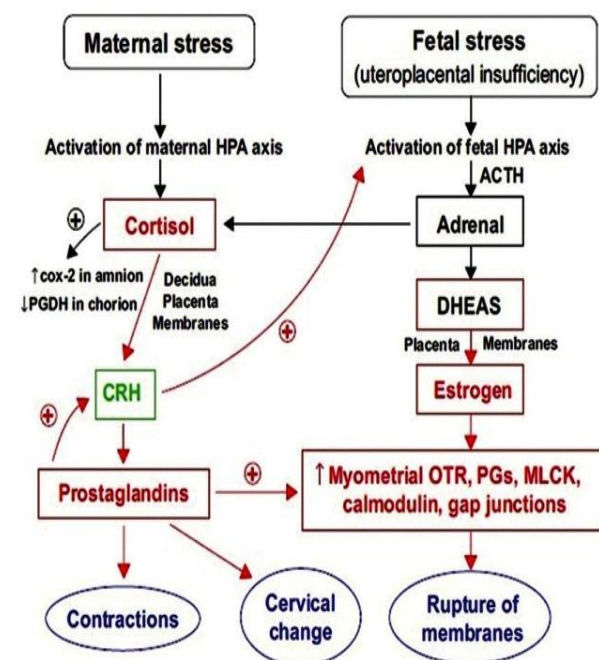 Maternal stress
Fetal stress
(uteroplacental insufficiency)
Activation of maternal HPA axis
Activation of fetal HPA axis
ACTH
⊕
Cortisol
Adrenal
↑cox-2 in amnion
↓PGDH in chorion
Decidua
Placenta
Membranes
DHEAS
⊕
Placenta
Membranes
CRH
Estrogen
⊕
Prostaglandins
⊕
↑Myometrial OTR, PGs, MLCK,
calmodulin, gap junctions
Contractions
Cervical
change
Rupture of
membranes